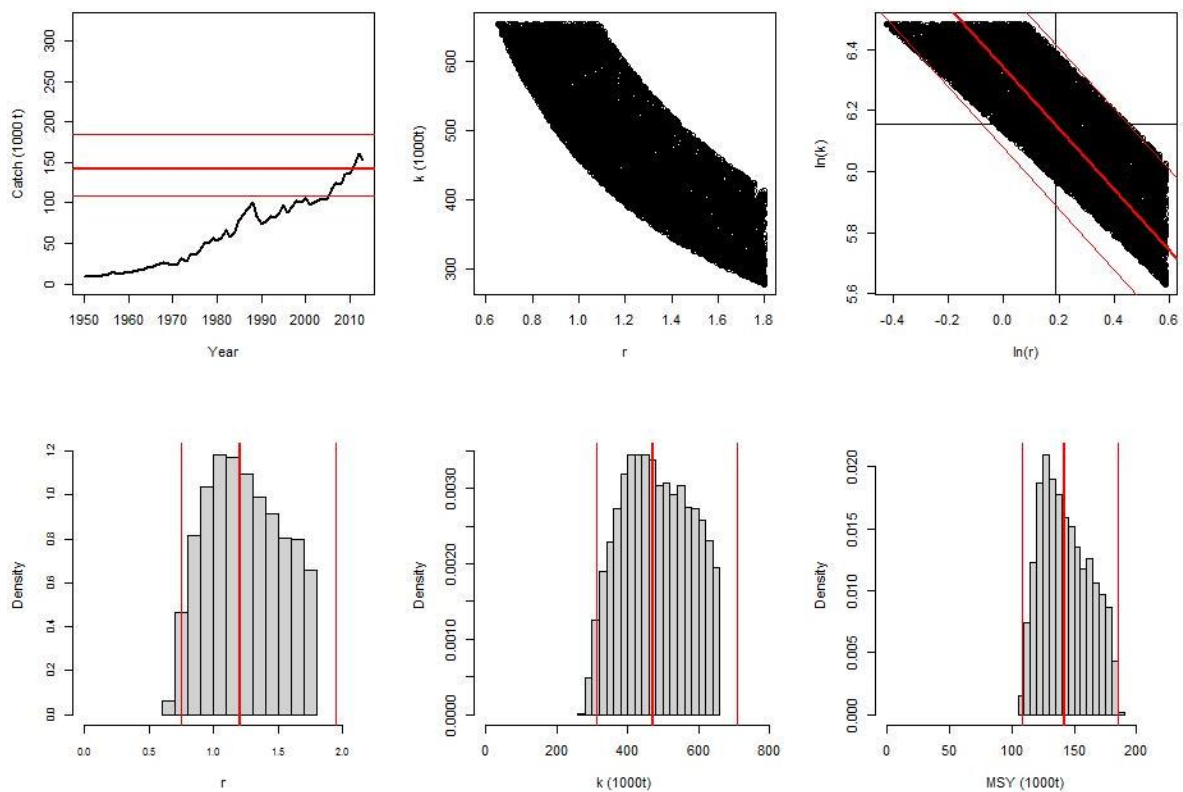 Catch (1000 t)
0 50 100 150 200 250 300
1950 1960 1970 1980 1990 2000 2010
Year
k (1000t)
300 400 500 600
0.6 0.8 1.0 1.2 1.4 1.6 1.8
r
ln(k)
5.6 5.8 6.0 6.2 6.4
-0.4 -0.2 0.0 0.2 0.4 0.6
ln(r)
Density
0.0 0.2 0.4 0.6 0.8 1.0 1.2
0.0 0.5 1.0 1.5 2.0
r
Density
0.0000 0.0010 0.0020 0.0030
0 200 400 600 800
k (1000t)
Density
0.000 0.005 0.010 0.015 0.020
0 50 100 150 200
MSY (1000t)